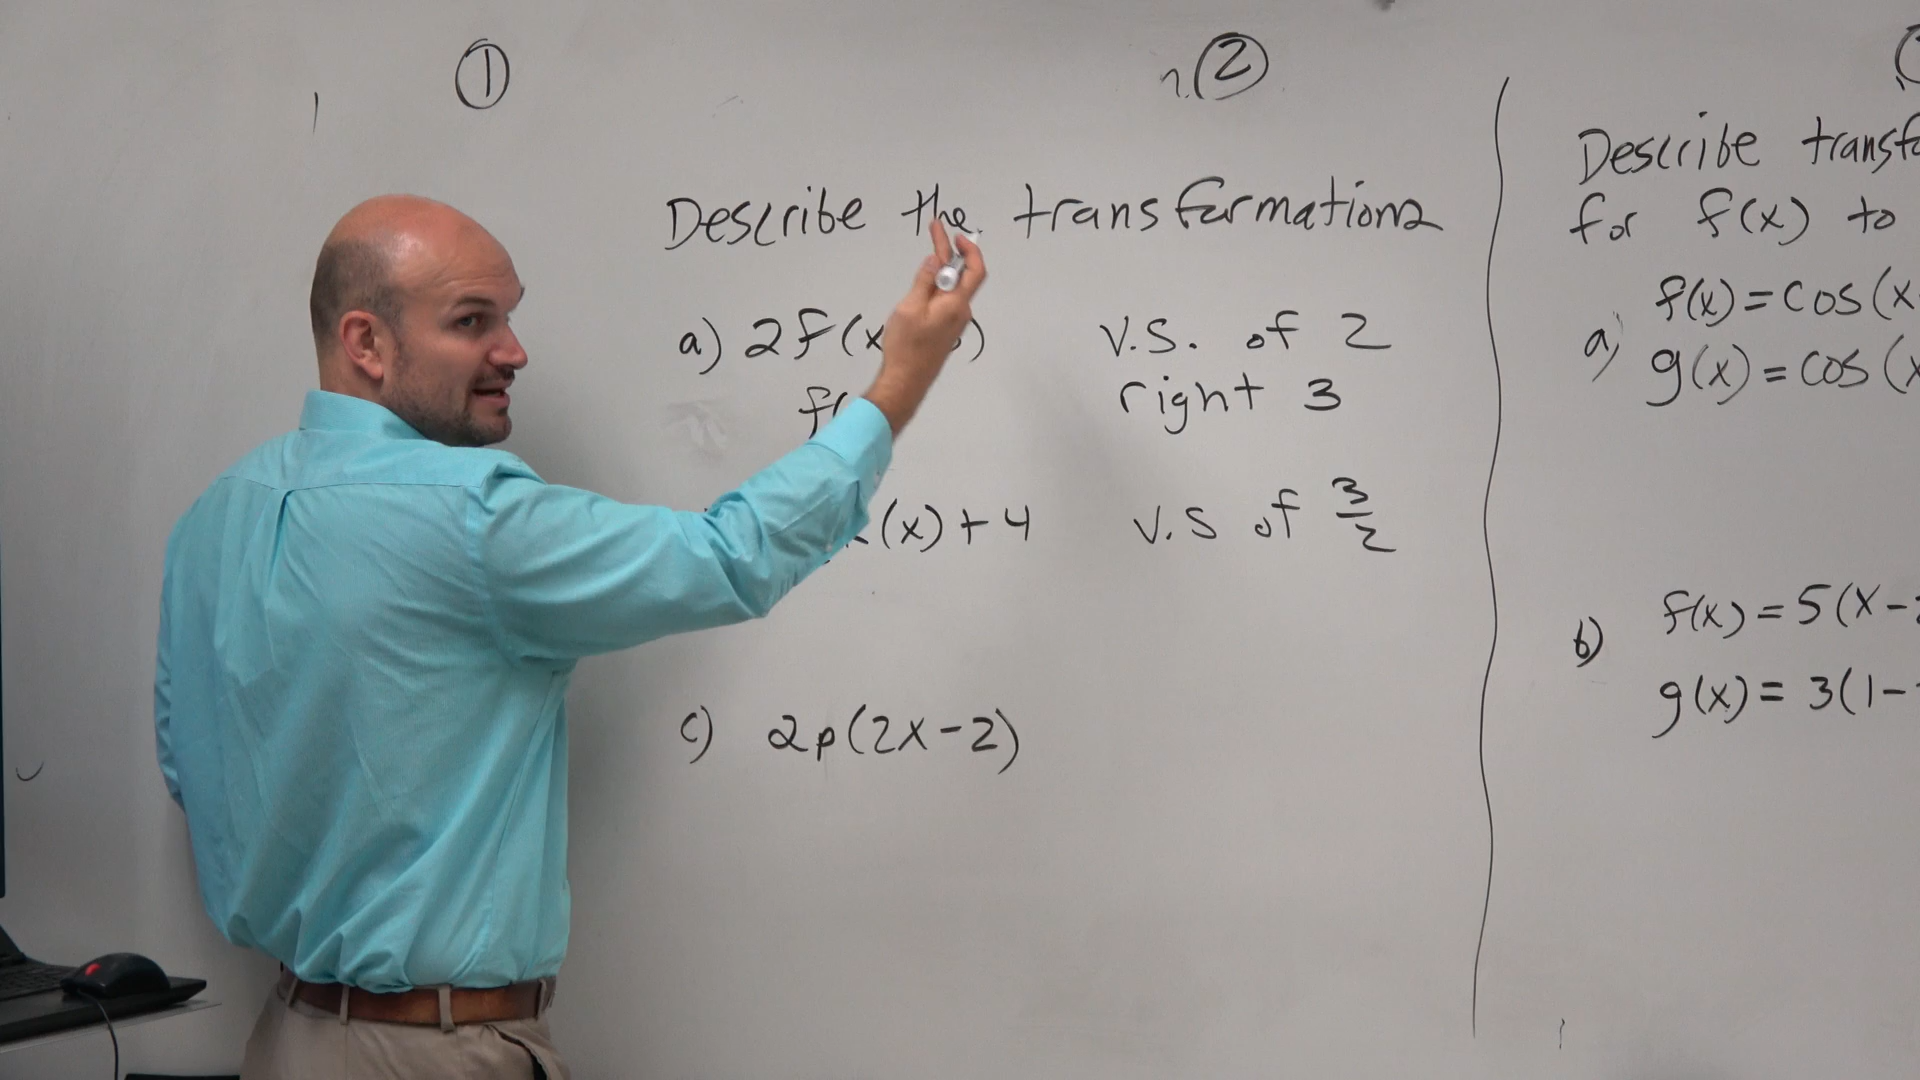 1
2
Describe the transformations
a) 2f(x
v.s. of 2
right 3
f(
(x)+4
v.s of 3/2
c) 2p(2x-2)
Describe transf
for f(x) to
a)
f(x)=cos(x
g(x)=cos(x
b)
f(x)=5(x-
g(x)=3(1-